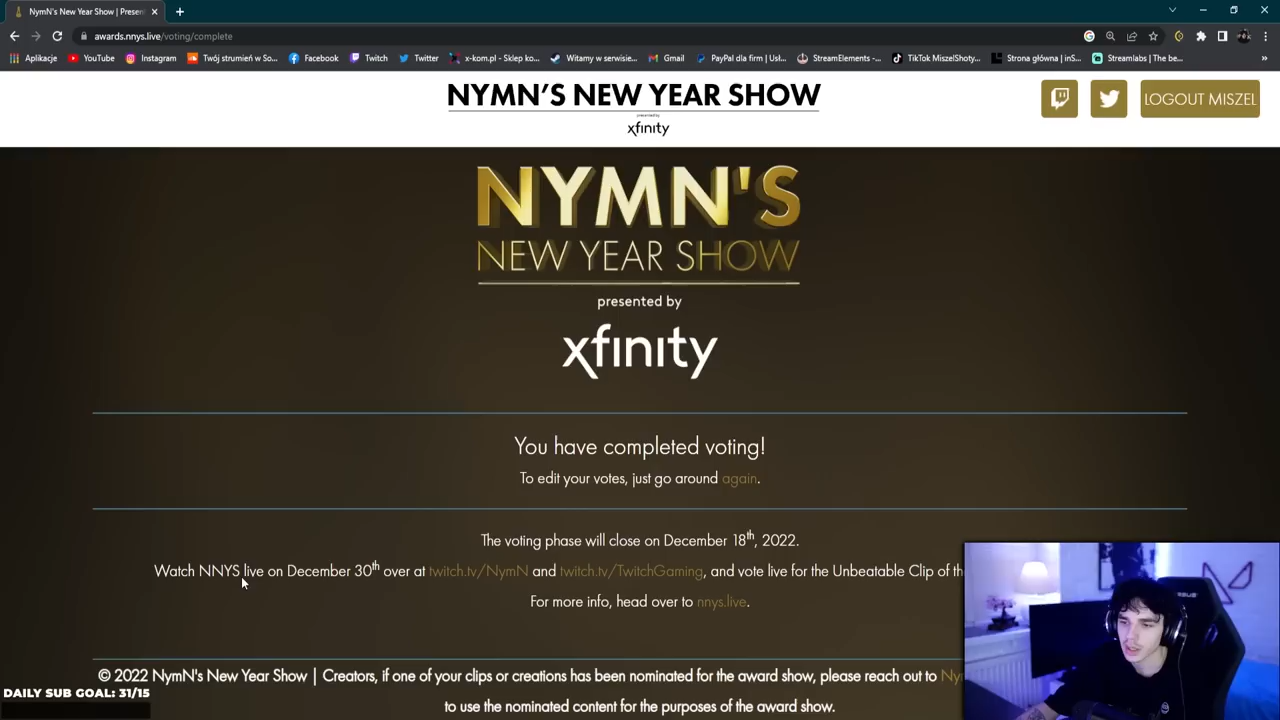 NymN's New Year Show | Presen
awards.nnys.live/voting/complete
Aplikacje YouTube Instagram Twój strumień w So... Facebook Twitch Twitter x-kom.pl - Sklep ko... Witamy w serwisie... Gmail PayPal dla firm | Usł... StreamElements -... TikTok MiszelShoty... Strona główna | inS... Streamlabs | The be...
NYMN'S NEW YEAR SHOW
presented by
xfinity
LOGOUT MISZEL
NYMN'S
NEW YEAR SHOW
presented by
xfinity
You have completed voting!
To edit your votes, just go around again.
The voting phase will close on December 18th, 2022.
Watch NNYS live on December 30th over at twitch.tv/NymN and twitch.tv/TwitchGaming, and vote live for the Unbeatable Clip of th
For more info, head over to nnys.live.
© 2022 NymN's New Year Show | Creators, if one of your clips or creations has been nominated for the award show, please reach out to Ny
to use the nominated content for the purposes of the award show.
DAILY SUB GOAL: 31/15